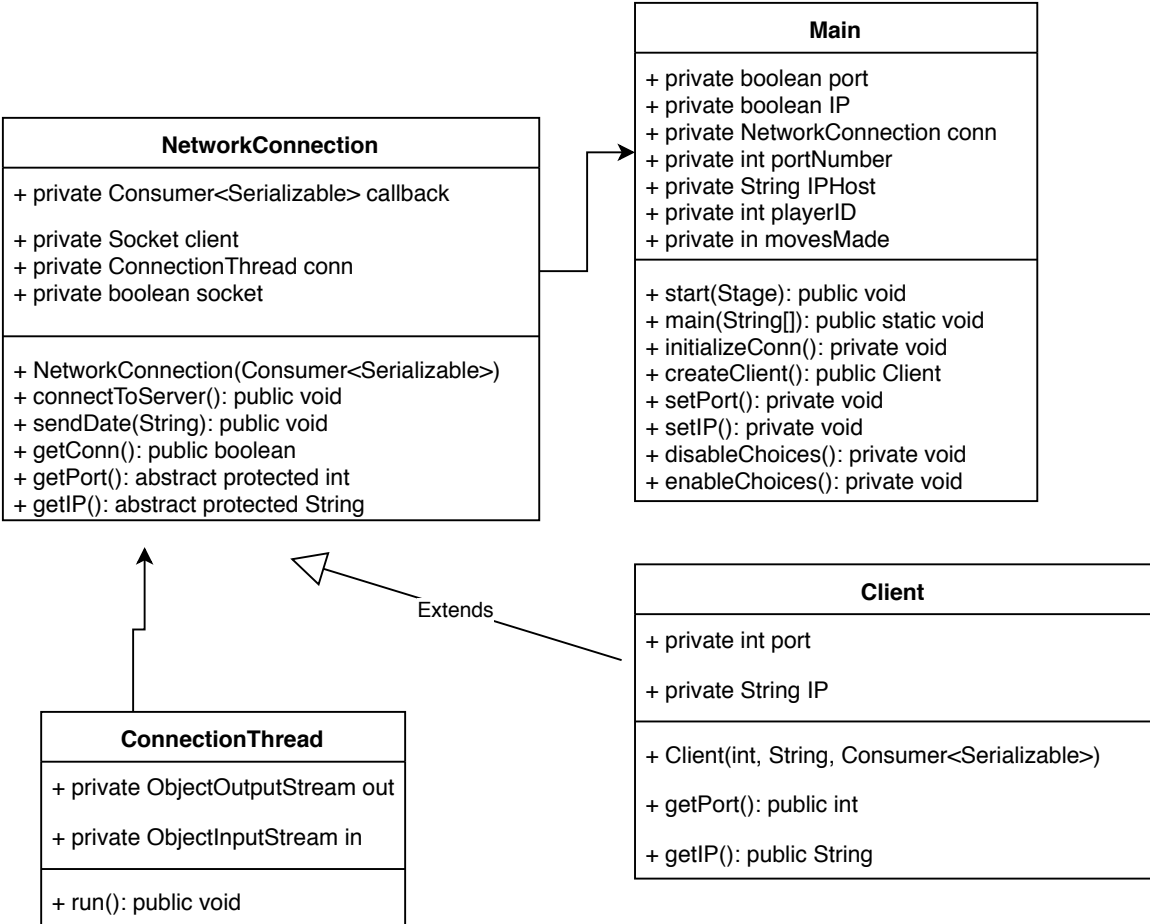 NetworkConnection
+ private Consumer<Serializable> callback
+ private Socket client
+ private ConnectionThread conn
+ private boolean socket
+ NetworkConnection(Consumer<Serializable>)
+ connectToServer(): public void
+ sendDate(String): public void
+ getConn(): public boolean
+ getPort(): abstract protected int
+ getIP(): abstract protected String
Main
+ private boolean port
+ private boolean IP
+ private NetworkConnection conn
+ private int portNumber
+ private String IPHost
+ private int playerID
+ private in movesMade
+ start(Stage): public void
+ main(String[]): public static void
+ initializeConn(): private void
+ createClient(): public Client
+ setPort(): private void
+ setIP(): private void
+ disableChoices(): private void
+ enableChoices(): private void
Extends
ConnectionThread
+ private ObjectOutputStream out
+ private ObjectInputStream in
+ run(): public void
Client
+ private int port
+ private String IP
+ Client(int, String, Consumer<Serializable>)
+ getPort(): public int
+ getIP(): public String